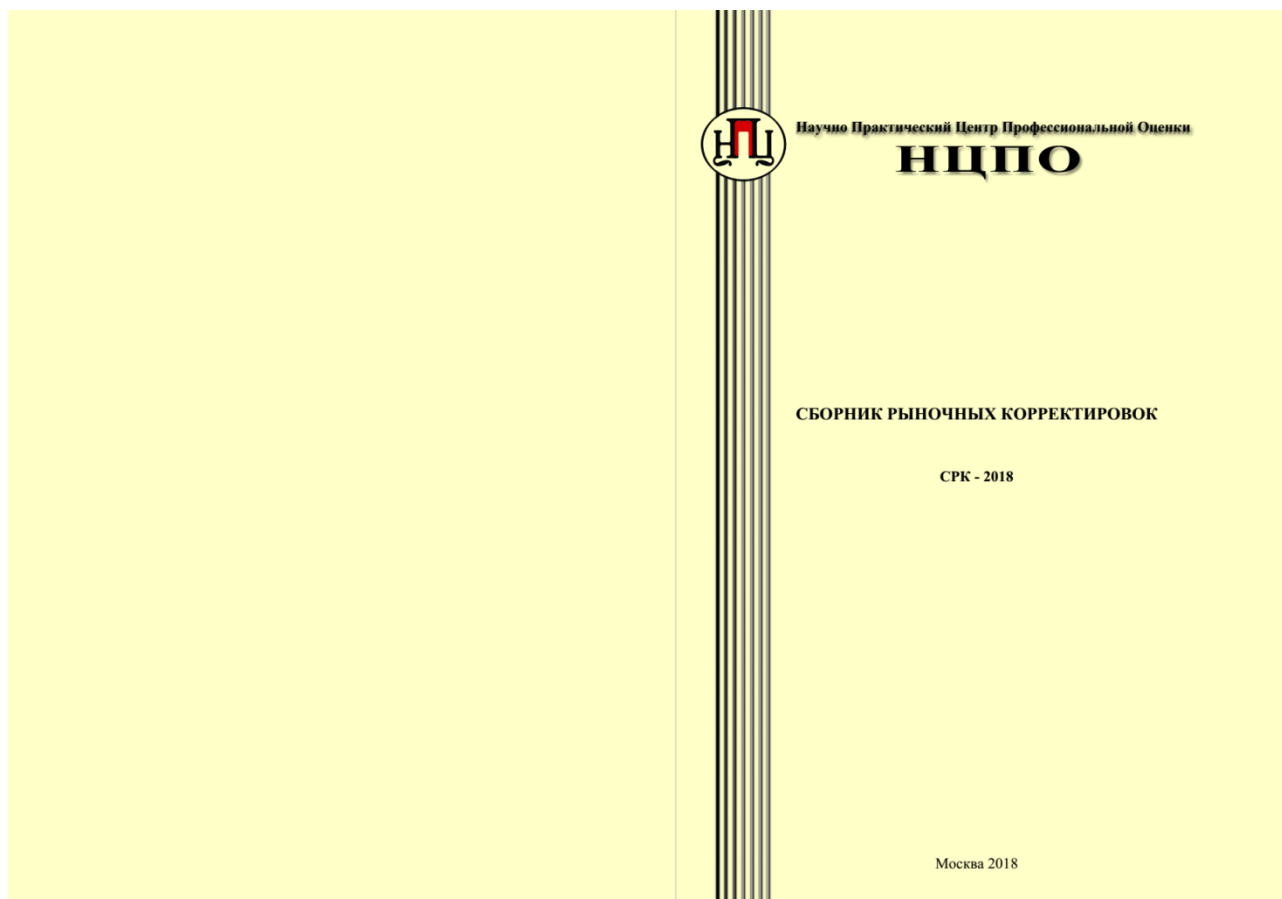 НПЦ
Научно Практический Центр Профессиональной Оценки
НЦПО
СБОРНИК РЫНОЧНЫХ КОРРЕКТИРОВОК
СРК - 2018
Москва 2018